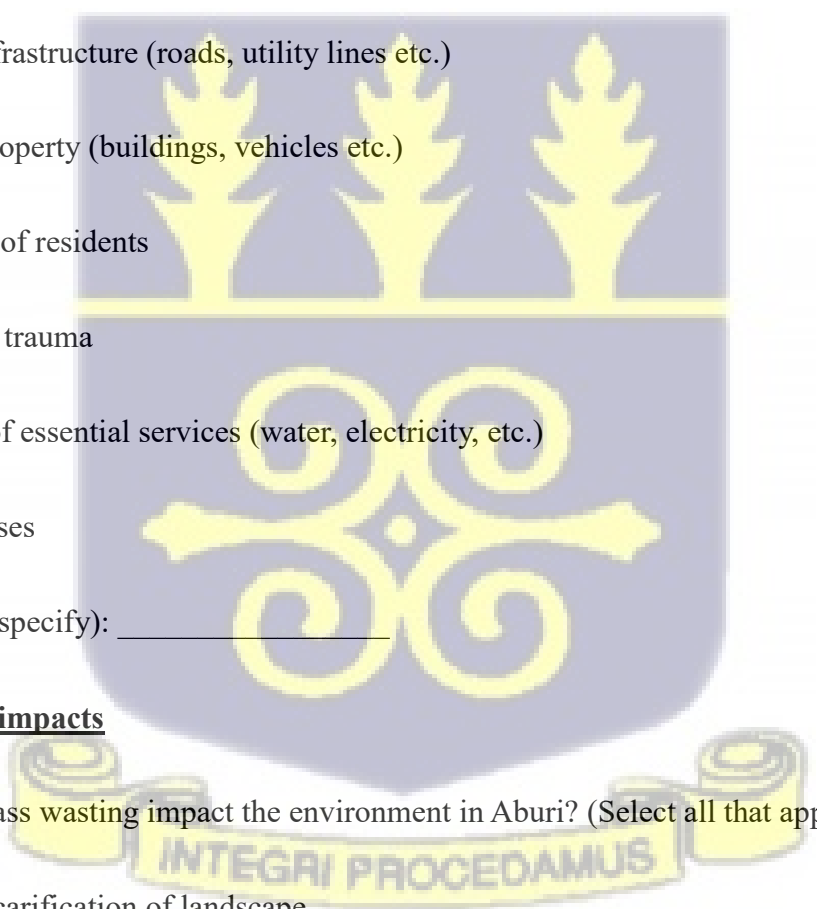 frastructure (roads, utility lines etc.)
operty (buildings, vehicles etc.)
of residents
trauma
f essential services (water, electricity, etc.)
ses
specify): ____________________
impacts
ass wasting impact the environment in Aburi? (Select all that app
INTEGRI PROCEDAMUS
carification of landscape